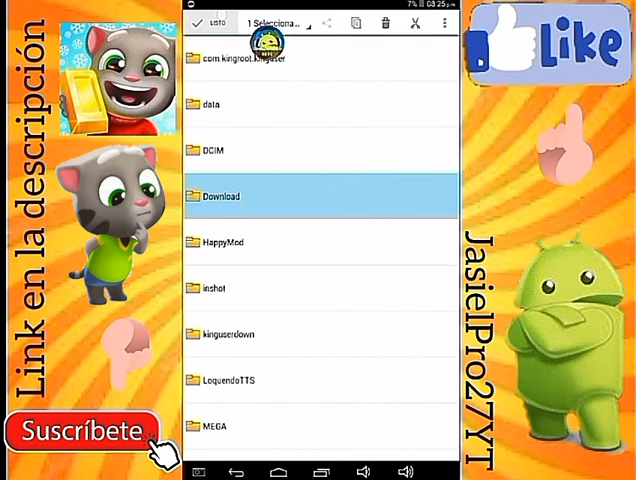 Link en la descripción
Suscríbete
7% 08:25 p.m.
LISTO
1 Selecciona...
com.kingroot.kinguser
data
DCIM
Download
HappyMod
inshot
kinguserdown
LoquendoTTS
MEGA
Like
JasielPro27YT